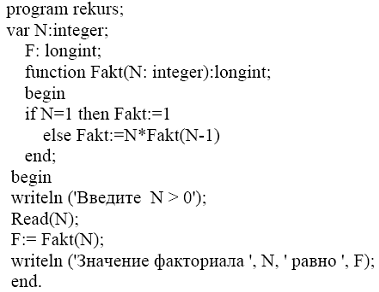 program rekurs;
var N:integer;
F: longint;
function Fakt(N: integer):longint;
begin
if N=1 then Fakt:=1
else Fakt:=N*Fakt(N-1)
end;
begin
writeln ('Введите N > 0');
Read(N);
F:= Fakt(N);
writeln ('Значение факториала ', N, ' равно ', F);
end.